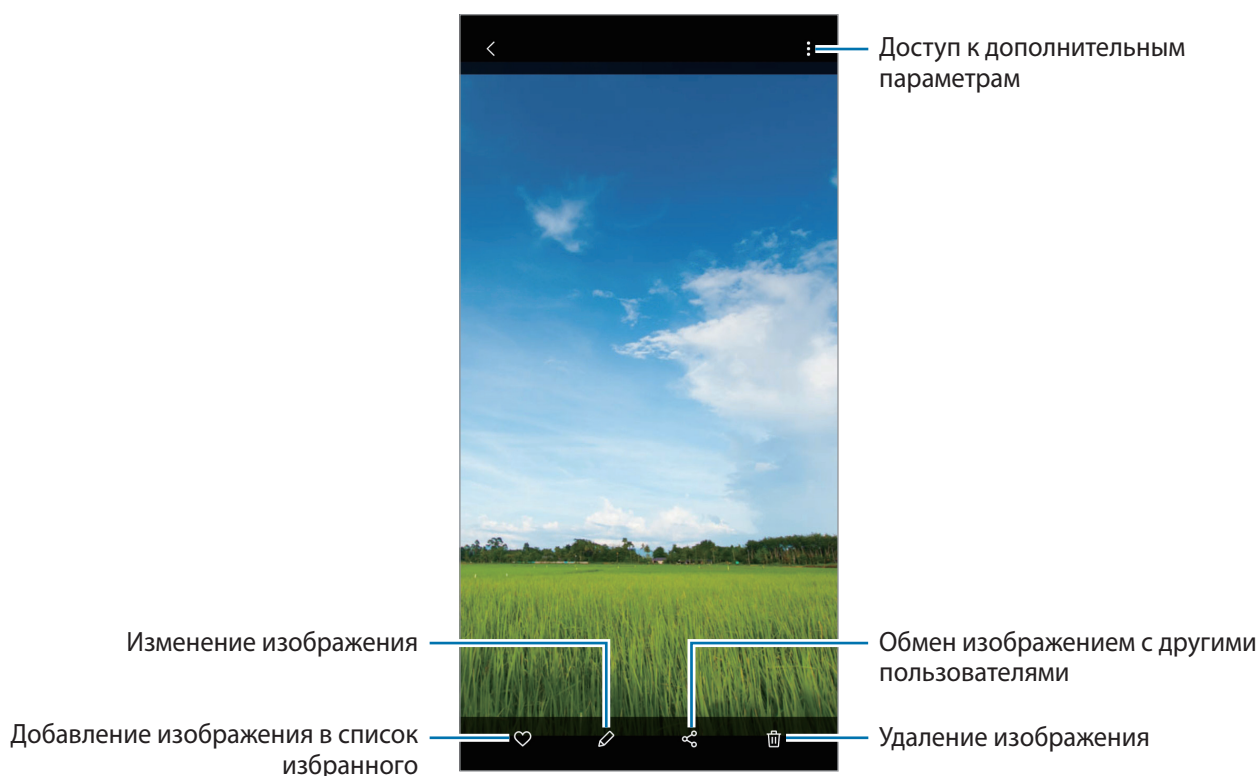 Доступ к дополнительным
параметрам
Изменение изображения
Обмен изображением с другими
пользователями
Добавление изображения в список
избранного
Удаление изображения